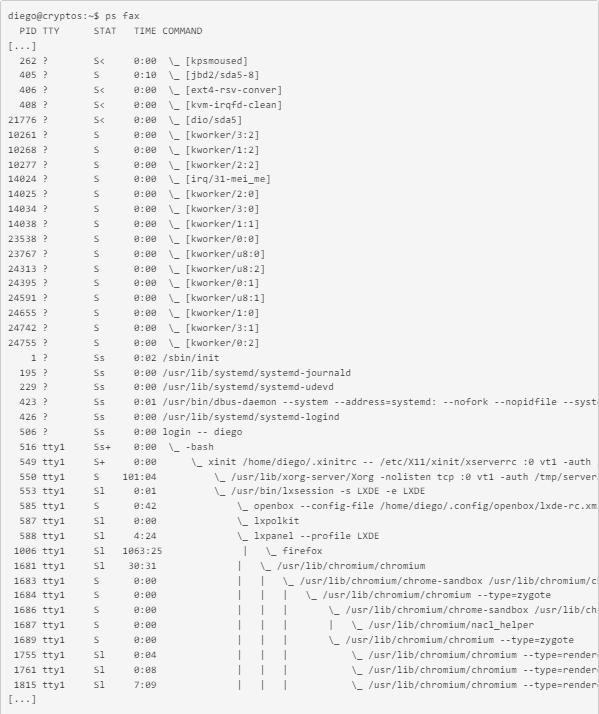 diego@cryptos:~$ ps fax
  PID TTY      STAT   TIME COMMAND
[...]
  262 ?        S<     0:00  \_ [kpsmoused]
  405 ?        S      0:10  \_ [jbd2/sda5-8]
  406 ?        S<     0:00  \_ [ext4-rsv-conver]
  408 ?        S<     0:00  \_ [kvm-irqfd-clean]
21776 ?        S<     0:00  \_ [dio/sda5]
10261 ?        S      0:00  \_ [kworker/3:2]
10268 ?        S      0:00  \_ [kworker/1:2]
10277 ?        S      0:00  \_ [kworker/2:2]
14024 ?        S      0:00  \_ [irq/31-mei_me]
14025 ?        S      0:00  \_ [kworker/2:0]
14034 ?        S      0:00  \_ [kworker/3:0]
14038 ?        S      0:00  \_ [kworker/1:1]
23538 ?        S      0:00  \_ [kworker/0:0]
23767 ?        S      0:00  \_ [kworker/u8:0]
24313 ?        S      0:00  \_ [kworker/u8:2]
24395 ?        S      0:00  \_ [kworker/0:1]
24591 ?        S      0:00  \_ [kworker/u8:1]
24655 ?        S      0:00  \_ [kworker/1:0]
24742 ?        S      0:00  \_ [kworker/3:1]
24755 ?        S      0:00  \_ [kworker/0:2]
    1 ?        Ss     0:02 /sbin/init
  195 ?        Ss     0:00 /usr/lib/systemd/systemd-journald
  229 ?        Ss     0:00 /usr/lib/systemd/systemd-udevd
  423 ?        Ss     0:01 /usr/bin/dbus-daemon --system --address=systemd: --nofork --nopidfile --syst
  426 ?        Ss     0:00 /usr/lib/systemd/systemd-logind
  506 ?        Ss     0:00 login -- diego
  516 tty1     Ss+    0:00  \_ -bash
  549 tty1     S+     0:00      \_ xinit /home/diego/.xinitrc -- /etc/X11/xinit/xserverrc :0 vt1 -auth
  550 tty1     S    101:04          \_ /usr/lib/xorg-server/Xorg -nolisten tcp :0 vt1 -auth /tmp/server
  553 tty1     Sl     0:01          \_ /usr/bin/lxsession -s LXDE -e LXDE
  585 tty1     S      0:42              \_ openbox --config-file /home/diego/.config/openbox/lxde-rc.xm
  587 tty1     Sl     0:00              \_ lxpolkit
  588 tty1     Sl     4:24              \_ lxpanel --profile LXDE
 1006 tty1     Sl   1063:25              |   \_ firefox
 1681 tty1     Sl    30:31              |   \_ /usr/lib/chromium/chromium
 1683 tty1     S      0:00              |   |   \_ /usr/lib/chromium/chrome-sandbox /usr/lib/chromium/c
 1684 tty1     S      0:00              |   |   |   \_ /usr/lib/chromium/chromium --type=zygote
 1686 tty1     S      0:00              |   |   |       \_ /usr/lib/chromium/chrome-sandbox /usr/lib/ch
 1687 tty1     S      0:00              |   |   |       |   \_ /usr/lib/chromium/nacl_helper
 1689 tty1     S      0:00              |   |   |       \_ /usr/lib/chromium/chromium --type=zygote
 1755 tty1     Sl     0:04              |   |   |           \_ /usr/lib/chromium/chromium --type=render
 1761 tty1     Sl     0:08              |   |   |           \_ /usr/lib/chromium/chromium --type=render
 1815 tty1     Sl     7:09              |   |   |           \_ /usr/lib/chromium/chromium --type=render
[...]